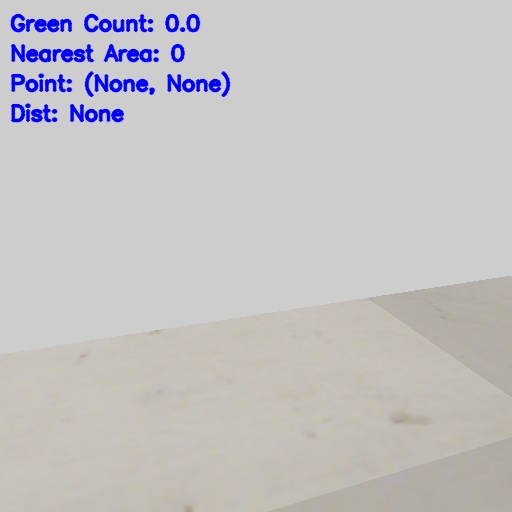 Green Count: 0.0
Nearest Area: 0
Point: (None, None)
Dist: None